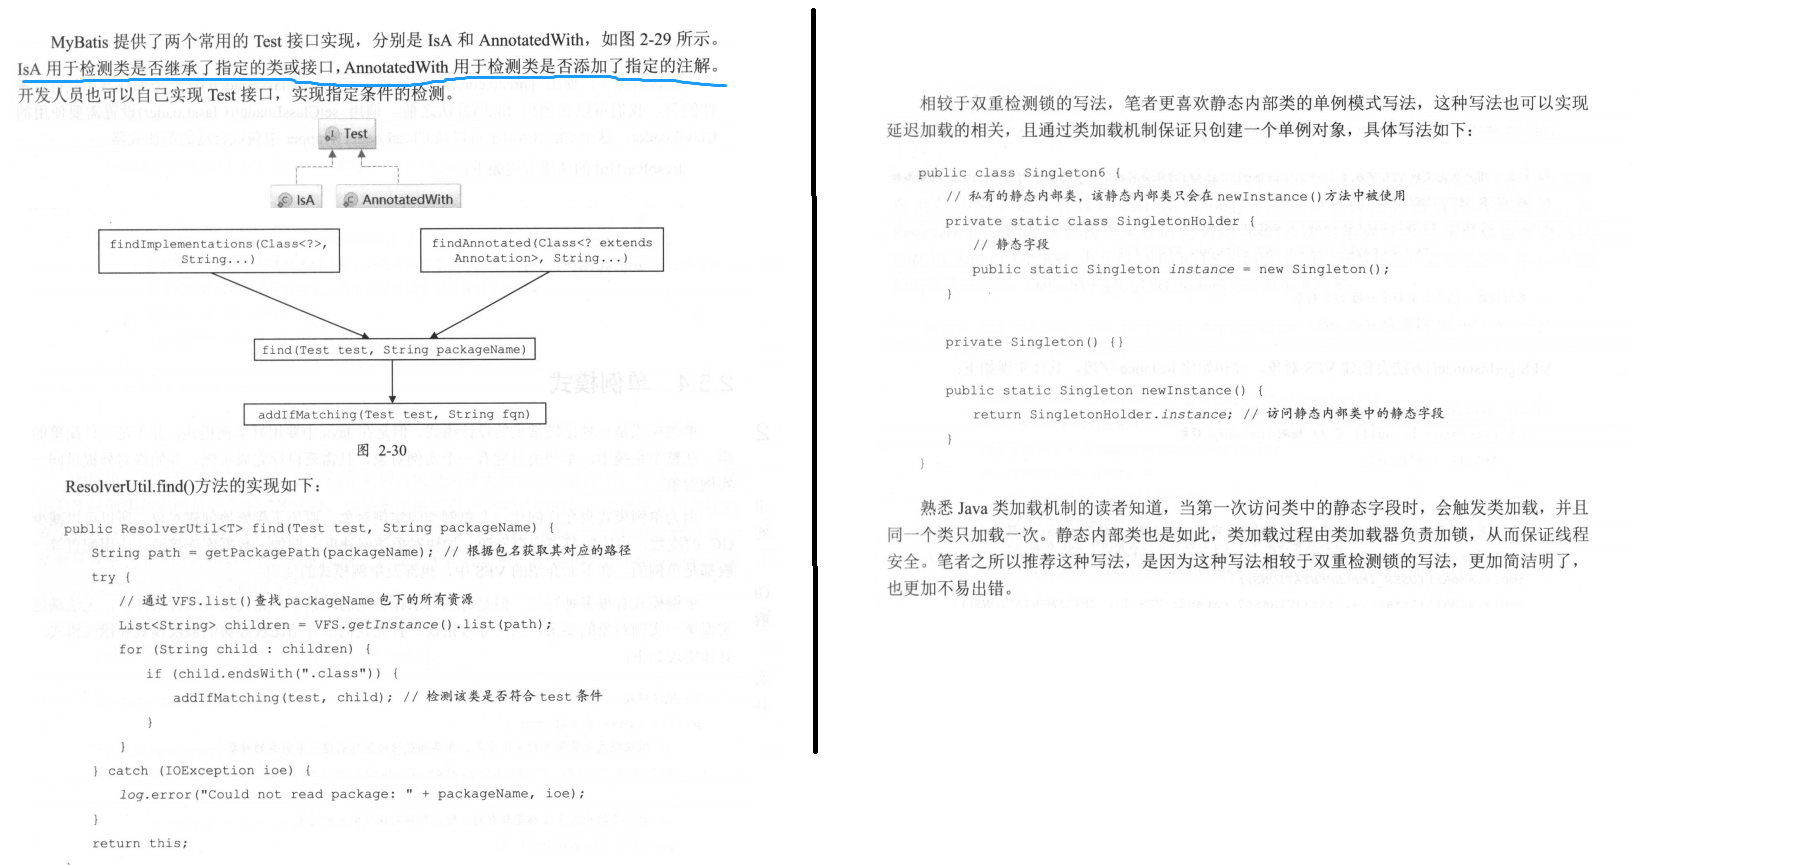 MyBatis 提供了两个常用的 Test 接口实现，分别是 IsA 和 AnnotatedWith，如图 2-29 所示。
IsA 用于检测类是否继承了指定的类或接口，AnnotatedWith 用于检测类是否添加了指定的注解。
开发人员也可以自己实现 Test 接口，实现指定条件的检测。
Test
IsA
AnnotatedWith
findImplementations(Class<?>,
String...)
findAnnotated(Class<? extends
Annotation>, String...)
find(Test test, String packageName)
addIfMatching(Test test, String fqn)
图 2-30
ResolverUtil.find()方法的实现如下：
public ResolverUtil<T> find(Test test, String packageName) {
String path = getPackagePath(packageName); // 根据包名获取其对应的路径
try {
// 通过 VFS.list()查找 packageName 包下的所有资源
List<String> children = VFS.getInstance().list(path);
for (String child : children) {
if (child.endsWith(".class")) {
addIfMatching(test, child); // 检测该类是否符合 test 条件
}
}
} catch (IOException ioe) {
log.error("Could not read package: " + packageName, ioe);
}
return this;
相较于双重检测锁的写法，笔者更喜欢静态内部类的单例模式写法，这种写法也可以实现
延迟加载的相关，且通过类加载机制保证只创建一个单例对象，具体写法如下：
public class Singleton6 {
// 私有的静态内部类，该静态内部类只会在 newInstance()方法中被使用
private static class SingletonHolder {
// 静态字段
public static Singleton instance = new Singleton();
}
private Singleton() {}
public static Singleton newInstance() {
return SingletonHolder.instance; // 访问静态内部类中的静态字段
}
}
熟悉 Java 类加载机制的读者知道，当第一次访问类中的静态字段时，会触发类加载，并且
同一个类只加载一次。静态内部类也是如此，类加载过程由类加载器负责加锁，从而保证线程
安全。笔者之所以推荐这种写法，是因为这种写法相较于双重检测锁的写法，更加简洁明了，
也更加不易出错。